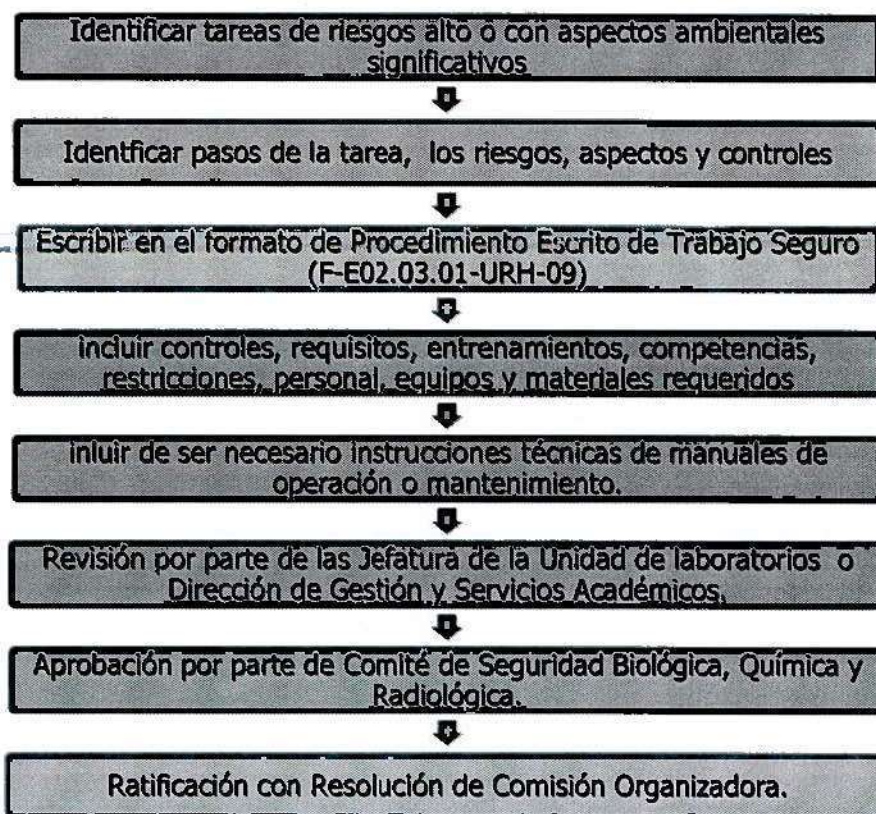 Identificar tareas de riesgos alto o con aspectos ambientales
significativos
Identficar pasos de la tarea, los riesgos, aspectos y controles
Escribir en el formato de Procedimiento Escrito de Trabajo Seguro
(F-E02.03.01-URH-09)
incluir controles, requisitos, entrenamientos, competencias,
restricciones, personal, equipos y materiales requeridos
inluir de ser necesario instrucciones técnicas de manuales de
operación o mantenimiento.
Revisión por parte de las Jefatura de la Unidad de laboratorios o
Dirección de Gestión y Servicios Académicos.
Aprobación por parte de Comité de Seguridad Biológica, Química y
Radiológica.
Ratificación con Resolución de Comisión Organizadora.